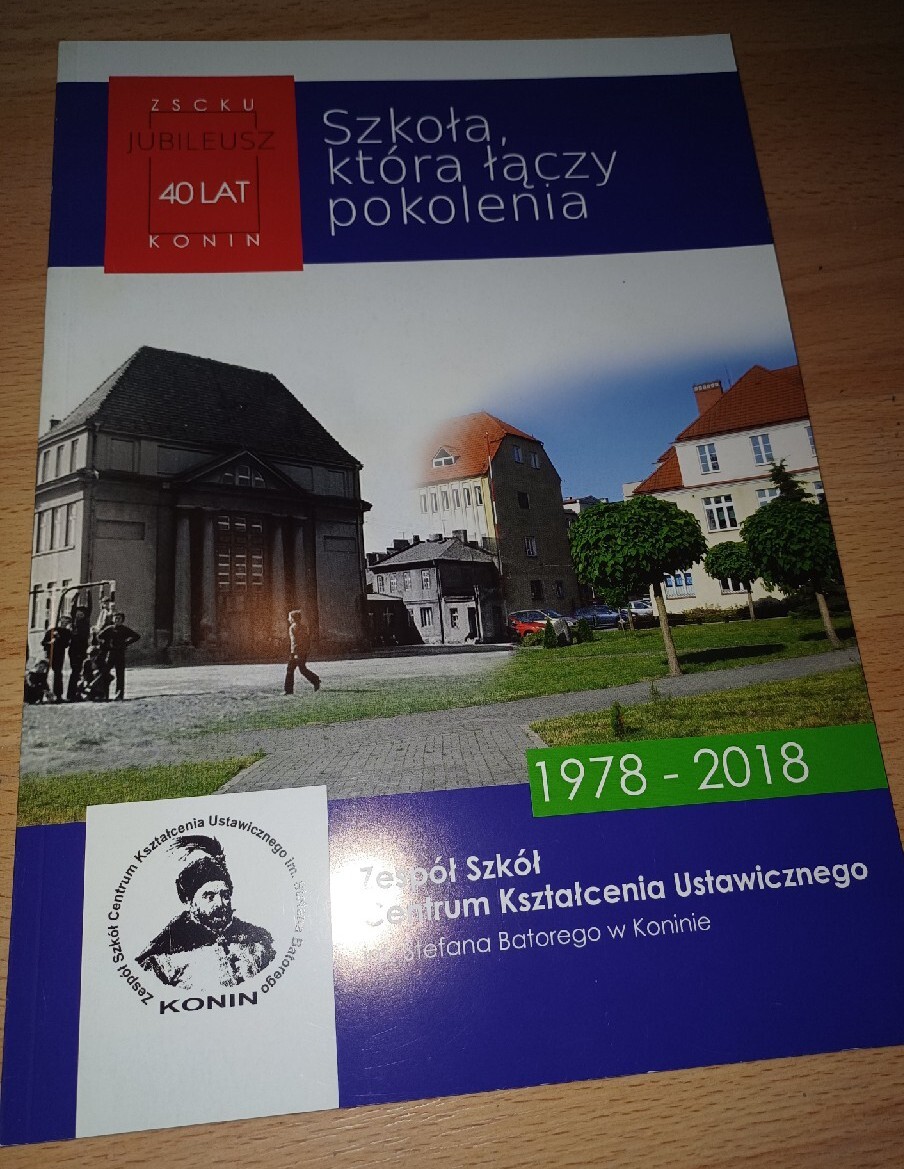 ZSCKU
JUBILEUSZ
40 LAT
KONIN
Szkoła,
która łączy
pokolenia
1978 - 2018
Zespół Szkół
Centrum Kształcenia Ustawicznego
Stefana Batorego w Koninie
Zespół Szkół Centrum Kształcenia Ustawicznego im. Batorego
KONIN